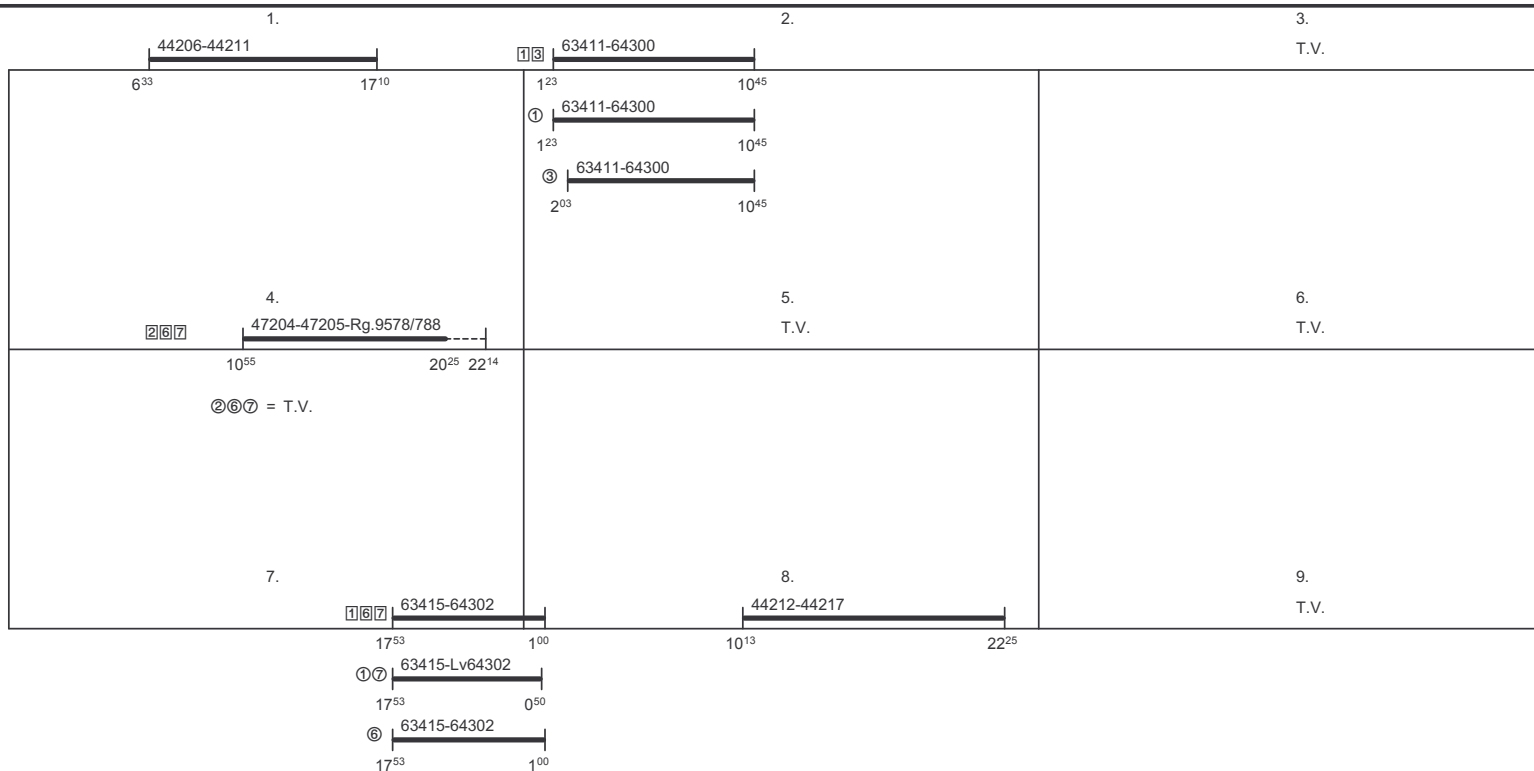 1. 2. 3.
44206-44211 1 3 63411-64300 T.V.
6³³ 17¹⁰ 1²³ 10⁴⁵
① 63411-64300
1²³ 10⁴⁵
③ 63411-64300
2⁰³ 10⁴⁵
4. 5. 6.
2 6 7 47204-47205-Rg.9578/788 T.V. T.V.
10⁵⁵ 20²⁵ 22¹⁴
②⑥⑦ = T.V.
7. 8. 9.
1 6 7 63415-64302 44212-44217 T.V.
17⁵³ 1⁰⁰ 10¹³ 22²⁵
①⑦ 63415-Lv64302
17⁵³ 0⁵⁰
⑥ 63415-64302
17⁵³ 1⁰⁰